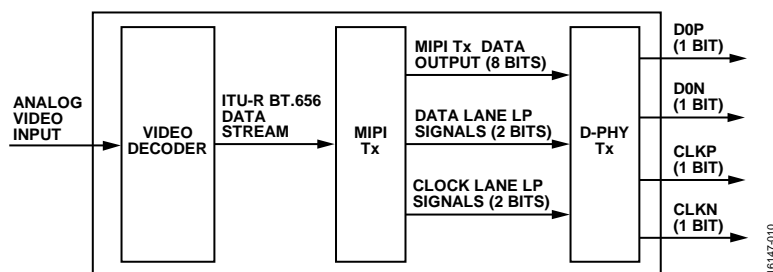 ANALOG
VIDEO
INPUT
VIDEO
DECODER
ITU-R BT.656
DATA
STREAM
MIPI
Tx
MIPI Tx DATA
OUTPUT (8 BITS)
DATA LANE LP
SIGNALS (2 BITS)
CLOCK LANE LP
SIGNALS (2 BITS)
D-PHY
Tx
D0P
(1 BIT)
D0N
(1 BIT)
CLKP
(1 BIT)
CLKN
(1 BIT)
16147-010